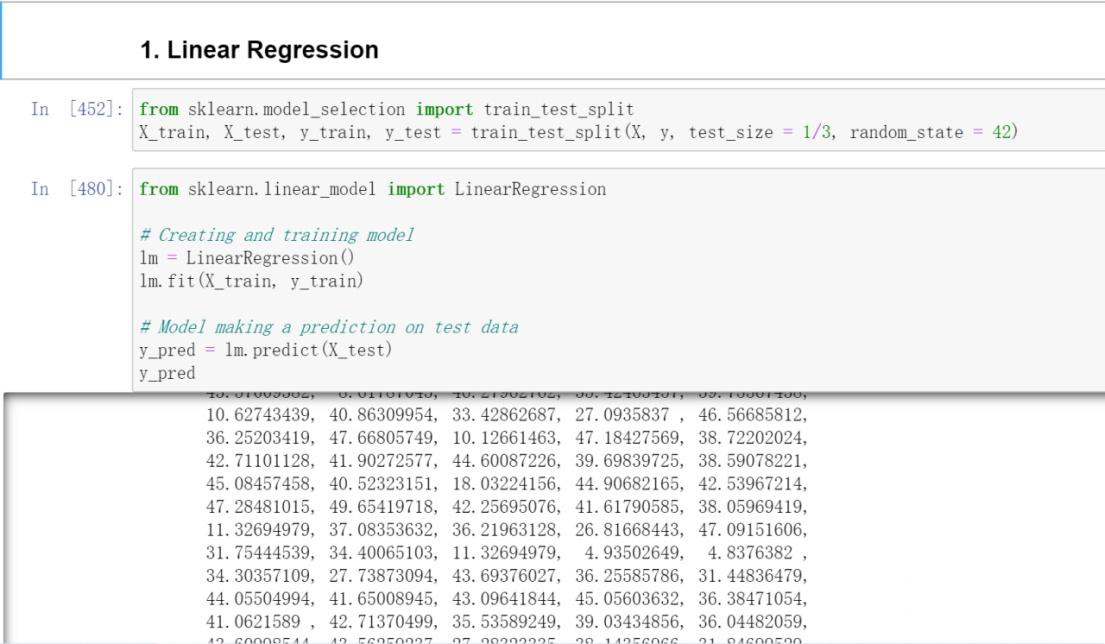 1. Linear Regression
In [452]: from sklearn.model_selection import train_test_split
X_train, X_test, y_train, y_test = train_test_split(X, y, test_size = 1/3, random_state = 42)
In [480]: from sklearn.linear_model import LinearRegression
# Creating and training model
lm = LinearRegression()
lm.fit(X_train, y_train)
# Model making a prediction on test data
y_pred = lm.predict(X_test)
y_pred
10.62743439, 40.86309954, 33.42862687, 27.0935837 , 46.56685812,
36.25203419, 47.66805749, 10.12661463, 47.18427569, 38.72202024,
42.71101128, 41.90272577, 44.60087226, 39.69839725, 38.59078221,
45.08457458, 40.52323151, 18.03224156, 44.90682165, 42.53967214,
47.28481015, 49.65419718, 42.25695076, 41.61790585, 38.05969419,
11.32694979, 37.08353632, 36.21963128, 26.81668443, 47.09151606,
31.75444539, 34.40065103, 11.32694979, 4.93502649, 4.8376382 ,
34.30357109, 27.73873094, 43.69376027, 36.25585786, 31.44836479,
44.05504994, 41.65008945, 43.09641844, 45.05603632, 36.38471054,
41.0621589 , 42.71370499, 35.53589249, 39.03434856, 36.04482059,